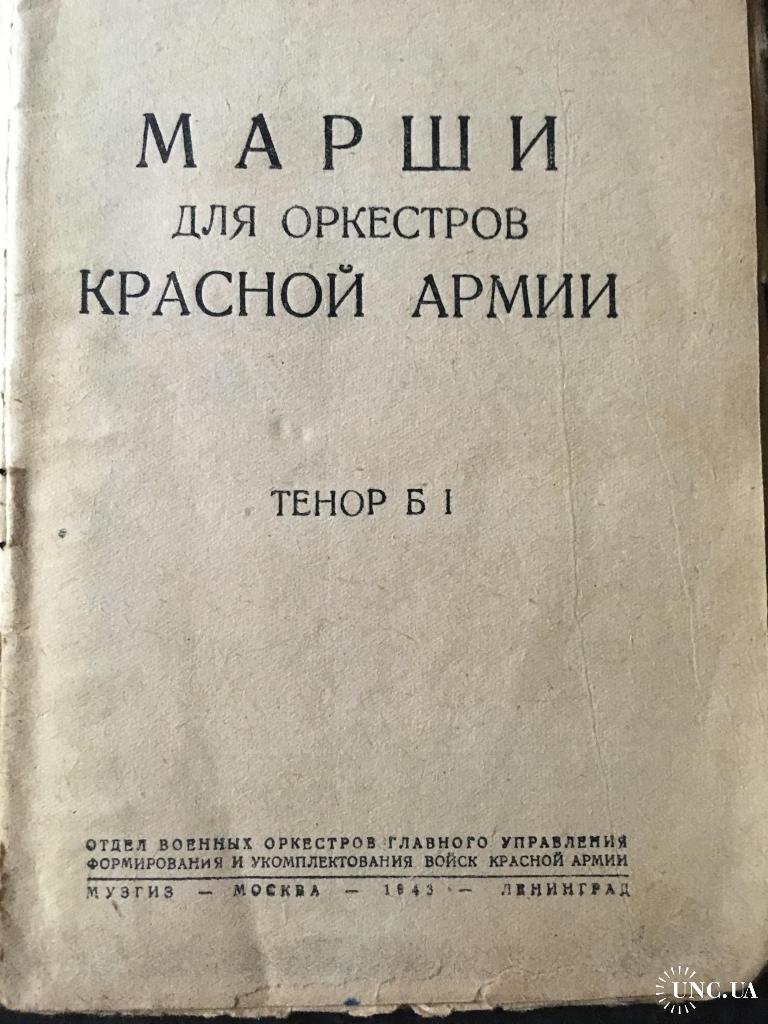 МАРШИ
ДЛЯ ОРКЕСТРОВ
КРАСНОЙ АРМИИ
ТЕНОР Б I
ОТДЕЛ ВОЕННЫХ ОРКЕСТРОВ ГЛАВНОГО УПРАВЛЕНИЯ
ФОРМИРОВАНИЯ И УКОМПЛЕКТОВАНИЯ ВОЙСК КРАСНОЙ АРМИИ
МУЗГИЗ — МОСКВА — 1943 — ЛЕНИНГРАД
UNC.UA